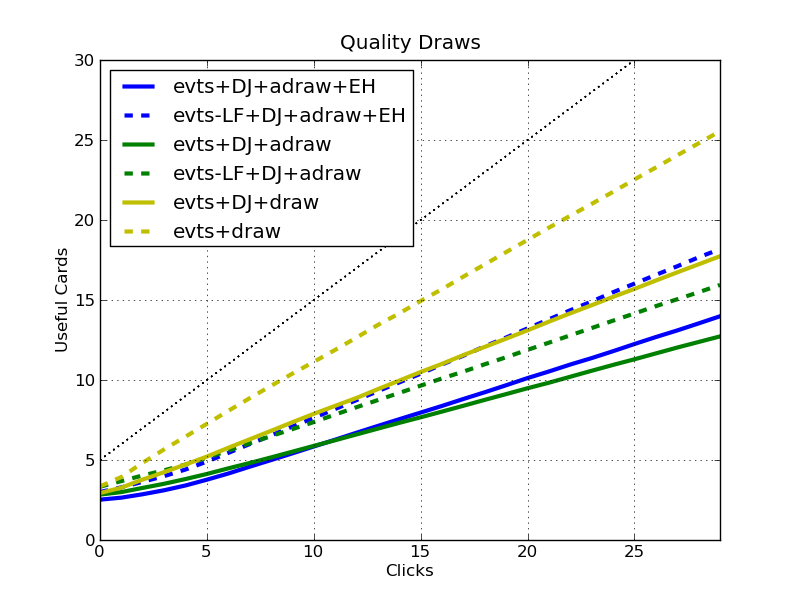 Quality Draws
30
25
20
15
10
5
0
Useful Cards
evts+DJ+adraw+EH
evts-LF+DJ+adraw+EH
evts+DJ+adraw
evts-LF+DJ+adraw
evts+DJ+draw
evts+draw
0 5 10 15 20 25
Clicks